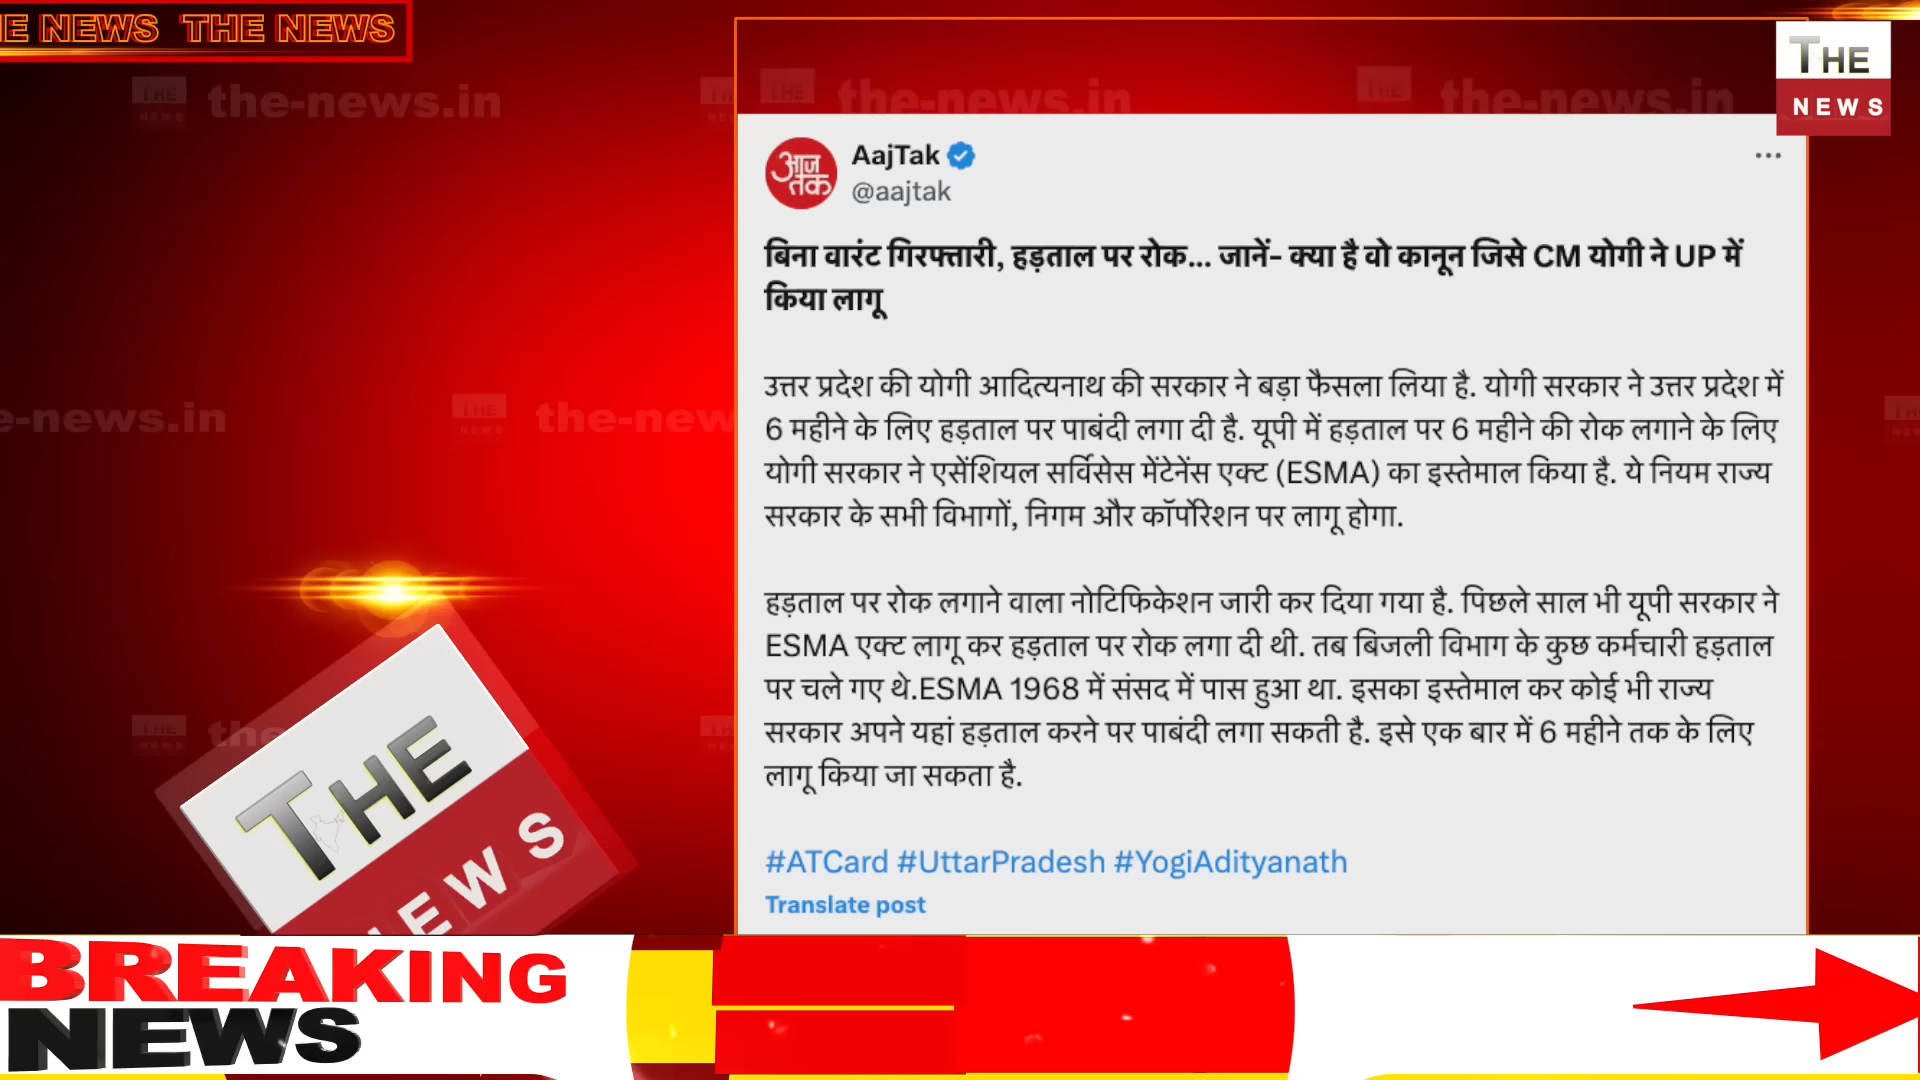 E NEWS THE NEWS
the-news.in
the-news.in
the-news.in
THE
NEWS
AajTak
@aajtak
आज तक
बिना वारंट गिरफ्तारी, हड़ताल पर रोक... जानें- क्या है वो कानून जिसे CM योगी ने UP में
किया लागू
उत्तर प्रदेश की योगी आदित्यनाथ की सरकार ने बड़ा फैसला लिया है. योगी सरकार ने उत्तर प्रदेश में
6 महीने के लिए हड़ताल पर पाबंदी लगा दी है. यूपी में हड़ताल पर 6 महीने की रोक लगाने के लिए
योगी सरकार ने एसेंशियल सर्विसेस मेंटेनेंस एक्ट (ESMA) का इस्तेमाल किया है. ये नियम राज्य
सरकार के सभी विभागों, निगम और कॉर्पोरेशन पर लागू होगा.
e-news.in
THE
NEWS
the-new
हड़ताल पर रोक लगाने वाला नोटिफिकेशन जारी कर दिया गया है. पिछले साल भी यूपी सरकार ने
ESMA एक्ट लागू कर हड़ताल पर रोक लगा दी थी. तब बिजली विभाग के कुछ कर्मचारी हड़ताल
पर चले गए थे.ESMA 1968 में संसद में पास हुआ था. इसका इस्तेमाल कर कोई भी राज्य
सरकार अपने यहां हड़ताल करने पर पाबंदी लगा सकती है. इसे एक बार में 6 महीने तक के लिए
लागू किया जा सकता है.
#ATCard #UttarPradesh #YogiAdityanath
Translate post
THE
EWS
BREAKING
NEWS